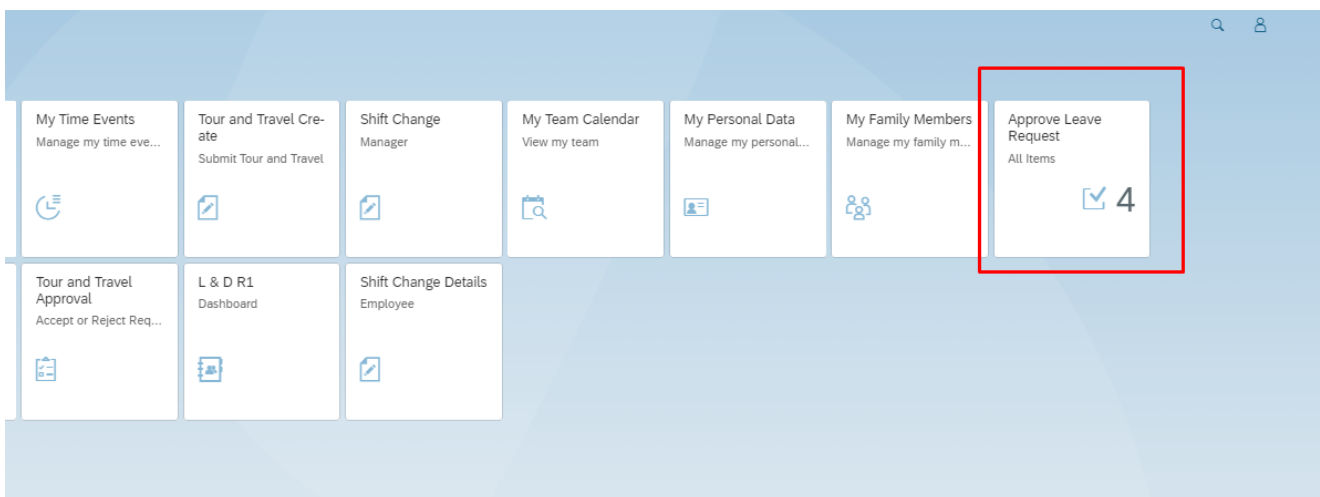 My Time Events
Manage my time eve...
Tour and Travel Cre-
ate
Submit Tour and Travel
Shift Change
Manager
My Team Calendar
View my team
My Personal Data
Manage my personal...
My Family Members
Manage my family m...
Approve Leave
Request
All Items
4
Tour and Travel
Approval
Accept or Reject Req...
L & D R1
Dashboard
Shift Change Details
Employee